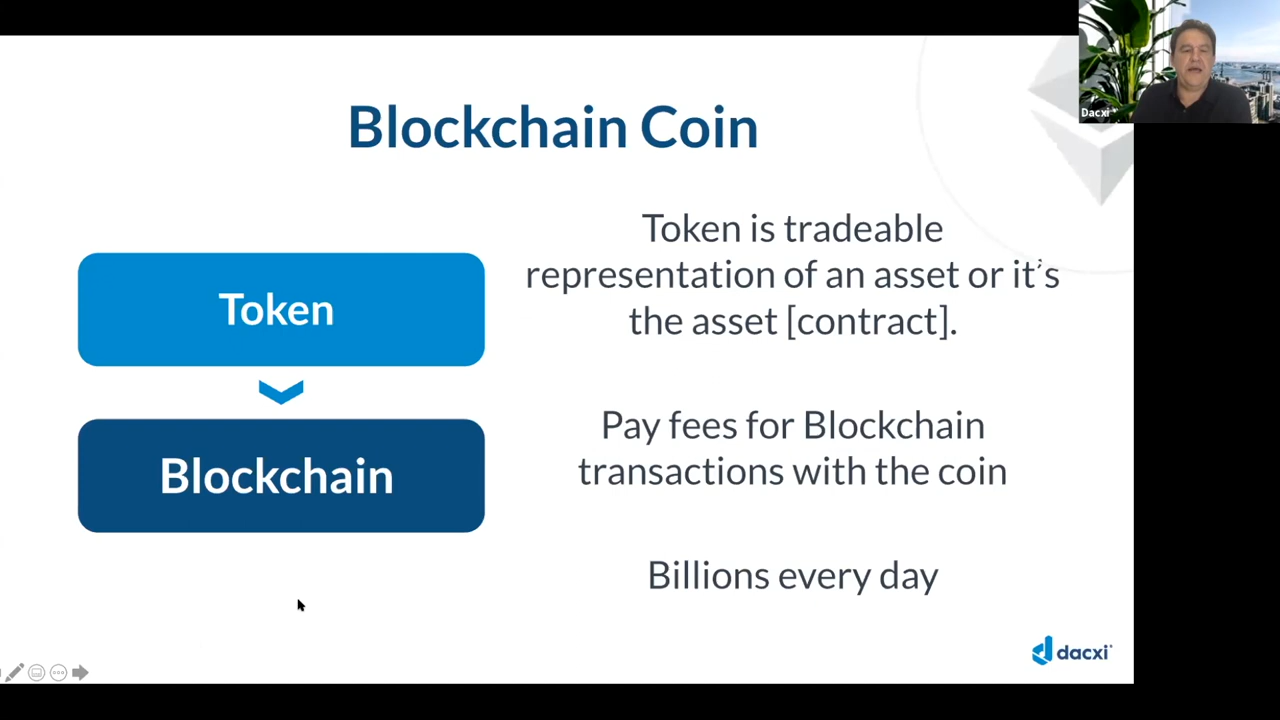 Dacxi
Blockchain Coin
Token
Blockchain
Token is tradeable
representation of an asset or it's
the asset [contract].
Pay fees for Blockchain
transactions with the coin
Billions every day
dacxi